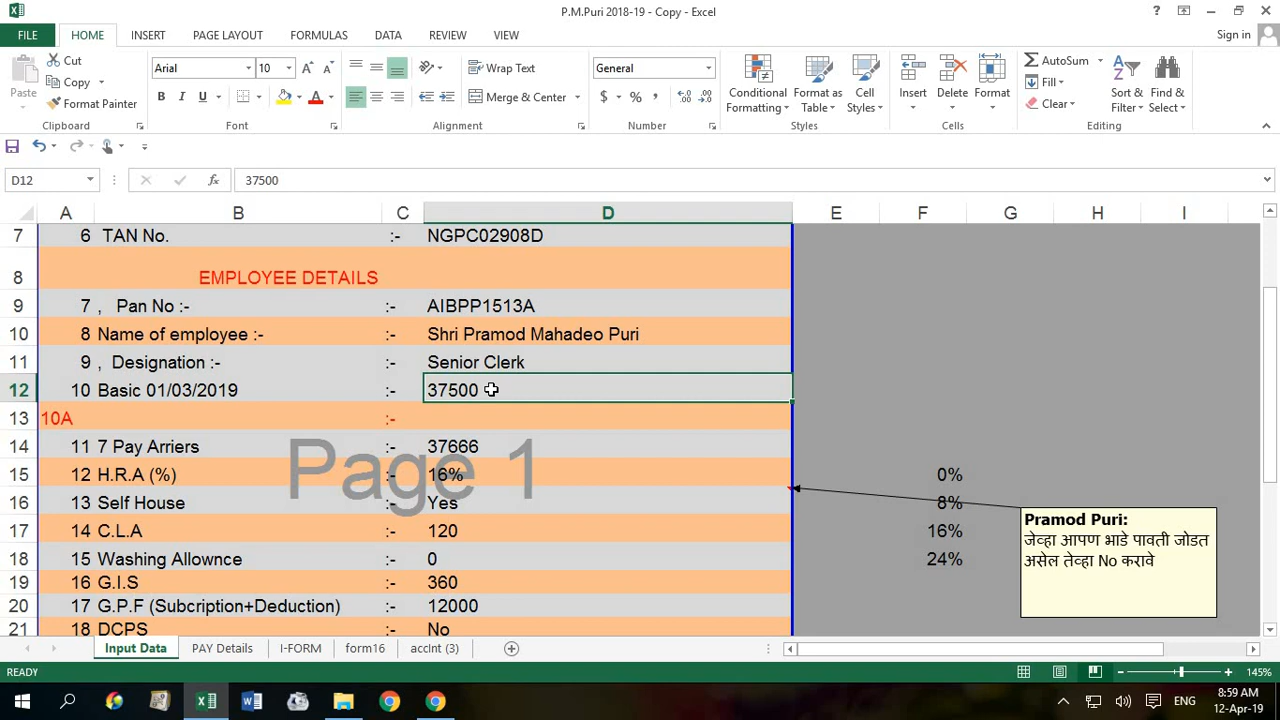 P.M.Puri 2018-19 - Copy - Excel
FILE HOME INSERT PAGE LAYOUT FORMULAS DATA REVIEW VIEW Sign in
Paste Cut Copy Format Painter
Clipboard
Arial 10 A A
B I U A
Font
Wrap Text
Merge & Center
Alignment
General
$ % ,
Number
Conditional Formatting Format as Table Cell Styles
Styles
Insert Delete Format
Cells
AutoSum Fill Clear Sort & Filter Find & Select
Editing
D12 fx 37500
A B C D E F G H I
7 6 TAN No. :- NGPC02908D
8 EMPLOYEE DETAILS
9 7 , Pan No :- :- AIBPP1513A
10 8 Name of employee :- :- Shri Pramod Mahadeo Puri
11 9 , Designation :- :- Senior Clerk
12 10 Basic 01/03/2019 :- 37500
13 10A :-
14 11 7 Pay Arriers :- 37666
Page 1
15 12 H.R.A (%) :- 16% 0%
16 13 Self House :- Yes 8%
17 14 C.L.A :- 120 16%
18 15 Washing Allownce :- 0 24%
19 16 G.I.S :- 360
20 17 G.P.F (Subcription+Deduction) :- 12000
21 18 DCPS :- No
Pramod Puri:
जेव्हा आपण भाडे पावती जोडत
असेल तेव्हा No करावे
Input Data PAY Details I-FORM form16 accInt (3)
READY 145%
ENG 8:59 AM
12-Apr-19